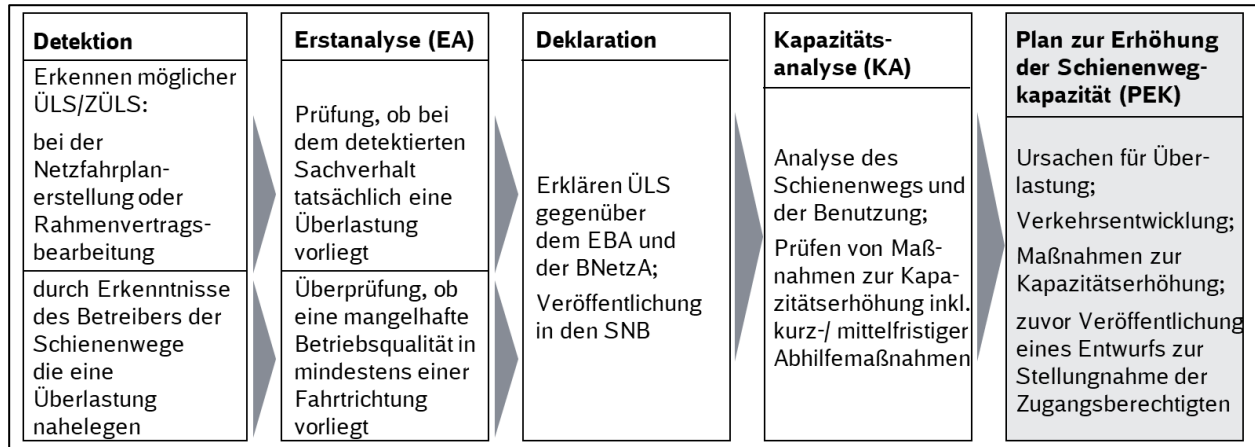 Detektion
Erkennen möglicher
ÜLS/ZÜLS:
bei der
Netzfahrplan-
erstellung oder
Rahmenvertrags-
bearbeitung
durch Erkenntnisse
des Betreibers der
Schienenwege
die eine
Überlastung
nahelegen
Erstanalyse (EA)
Prüfung, ob bei
dem detektierten
Sachverhalt
tatsächlich eine
Überlastung
vorliegt
Überprüfung, ob
eine mangelhafte
Betriebsqualität in
mindestens einer
Fahrtrichtung
vorliegt
Deklaration
Erklären ÜLS
gegenüber
dem EBA und
der BNetzA;
Veröffentlichung
in den SNB
Kapazitäts-
analyse (KA)
Analyse des
Schienenwegs und
der Benutzung;
Prüfen von Maß-
nahmen zur Kapa-
zitätserhöhung inkl.
kurz-/ mittelfristiger
Abhilfemaßnahmen
Plan zur Erhöhung
der Schienenweg-
kapazität (PEK)
Ursachen für Über-
lastung;
Verkehrsentwicklung;
Maßnahmen zur
Kapazitätserhöhung;
zuvor Veröffentlichung
eines Entwurfs zur
Stellungnahme der
Zugangsberechtigten